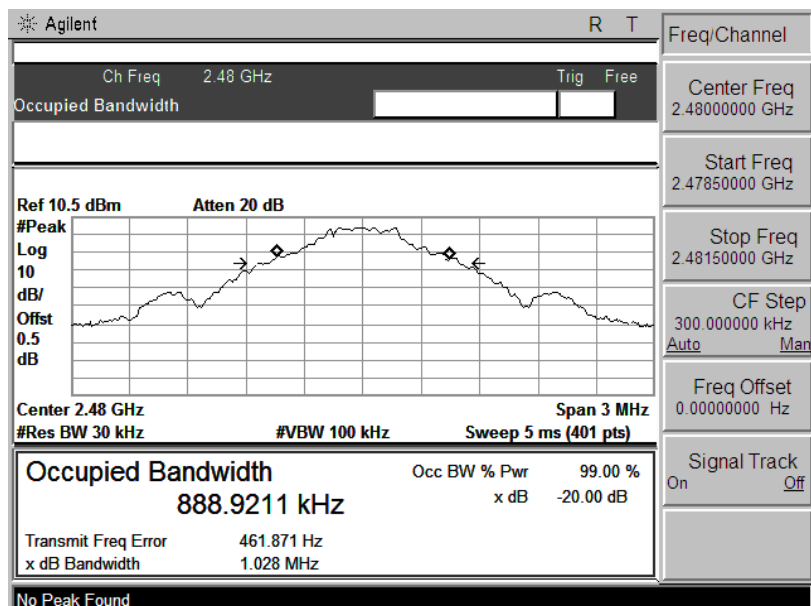 Agilent R T
Freq/Channel
Ch Freq 2.48 GHz Trig Free
Occupied Bandwidth
Center Freq
2.48000000 GHz
Start Freq
2.47850000 GHz
Stop Freq
2.48150000 GHz
CF Step
300.000000 kHz
Auto Man
Freq Offset
0.00000000 Hz
Signal Track
On Off
Ref 10.5 dBm Atten 20 dB
#Peak
Log
10
dB/
Offst
0.5
dB
Center 2.48 GHz Span 3 MHz
#Res BW 30 kHz #VBW 100 kHz Sweep 5 ms (401 pts)
Occupied Bandwidth Occ BW % Pwr 99.00 %
888.9211 kHz x dB -20.00 dB
Transmit Freq Error 461.871 Hz
x dB Bandwidth 1.028 MHz
No Peak Found